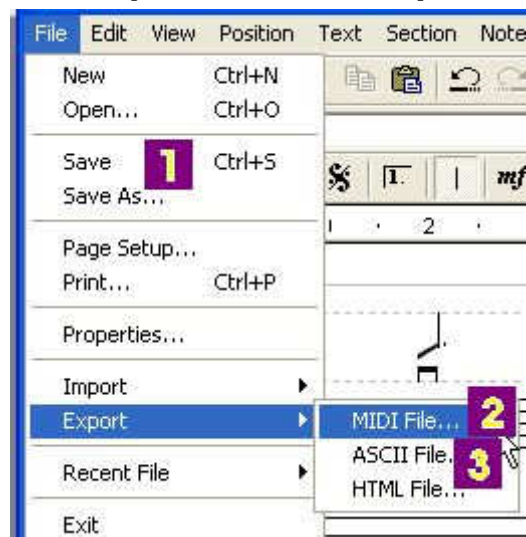 File Edit View Position Text Section Note
New Ctrl+N
Open... Ctrl+O
Save 1 Ctrl+S
Save As...
mf
Page Setup...
2
Print... Ctrl+P
Properties...
Import
Export
MIDI File... 2
Recent File
ASCII File... 3
HTML File...
Exit